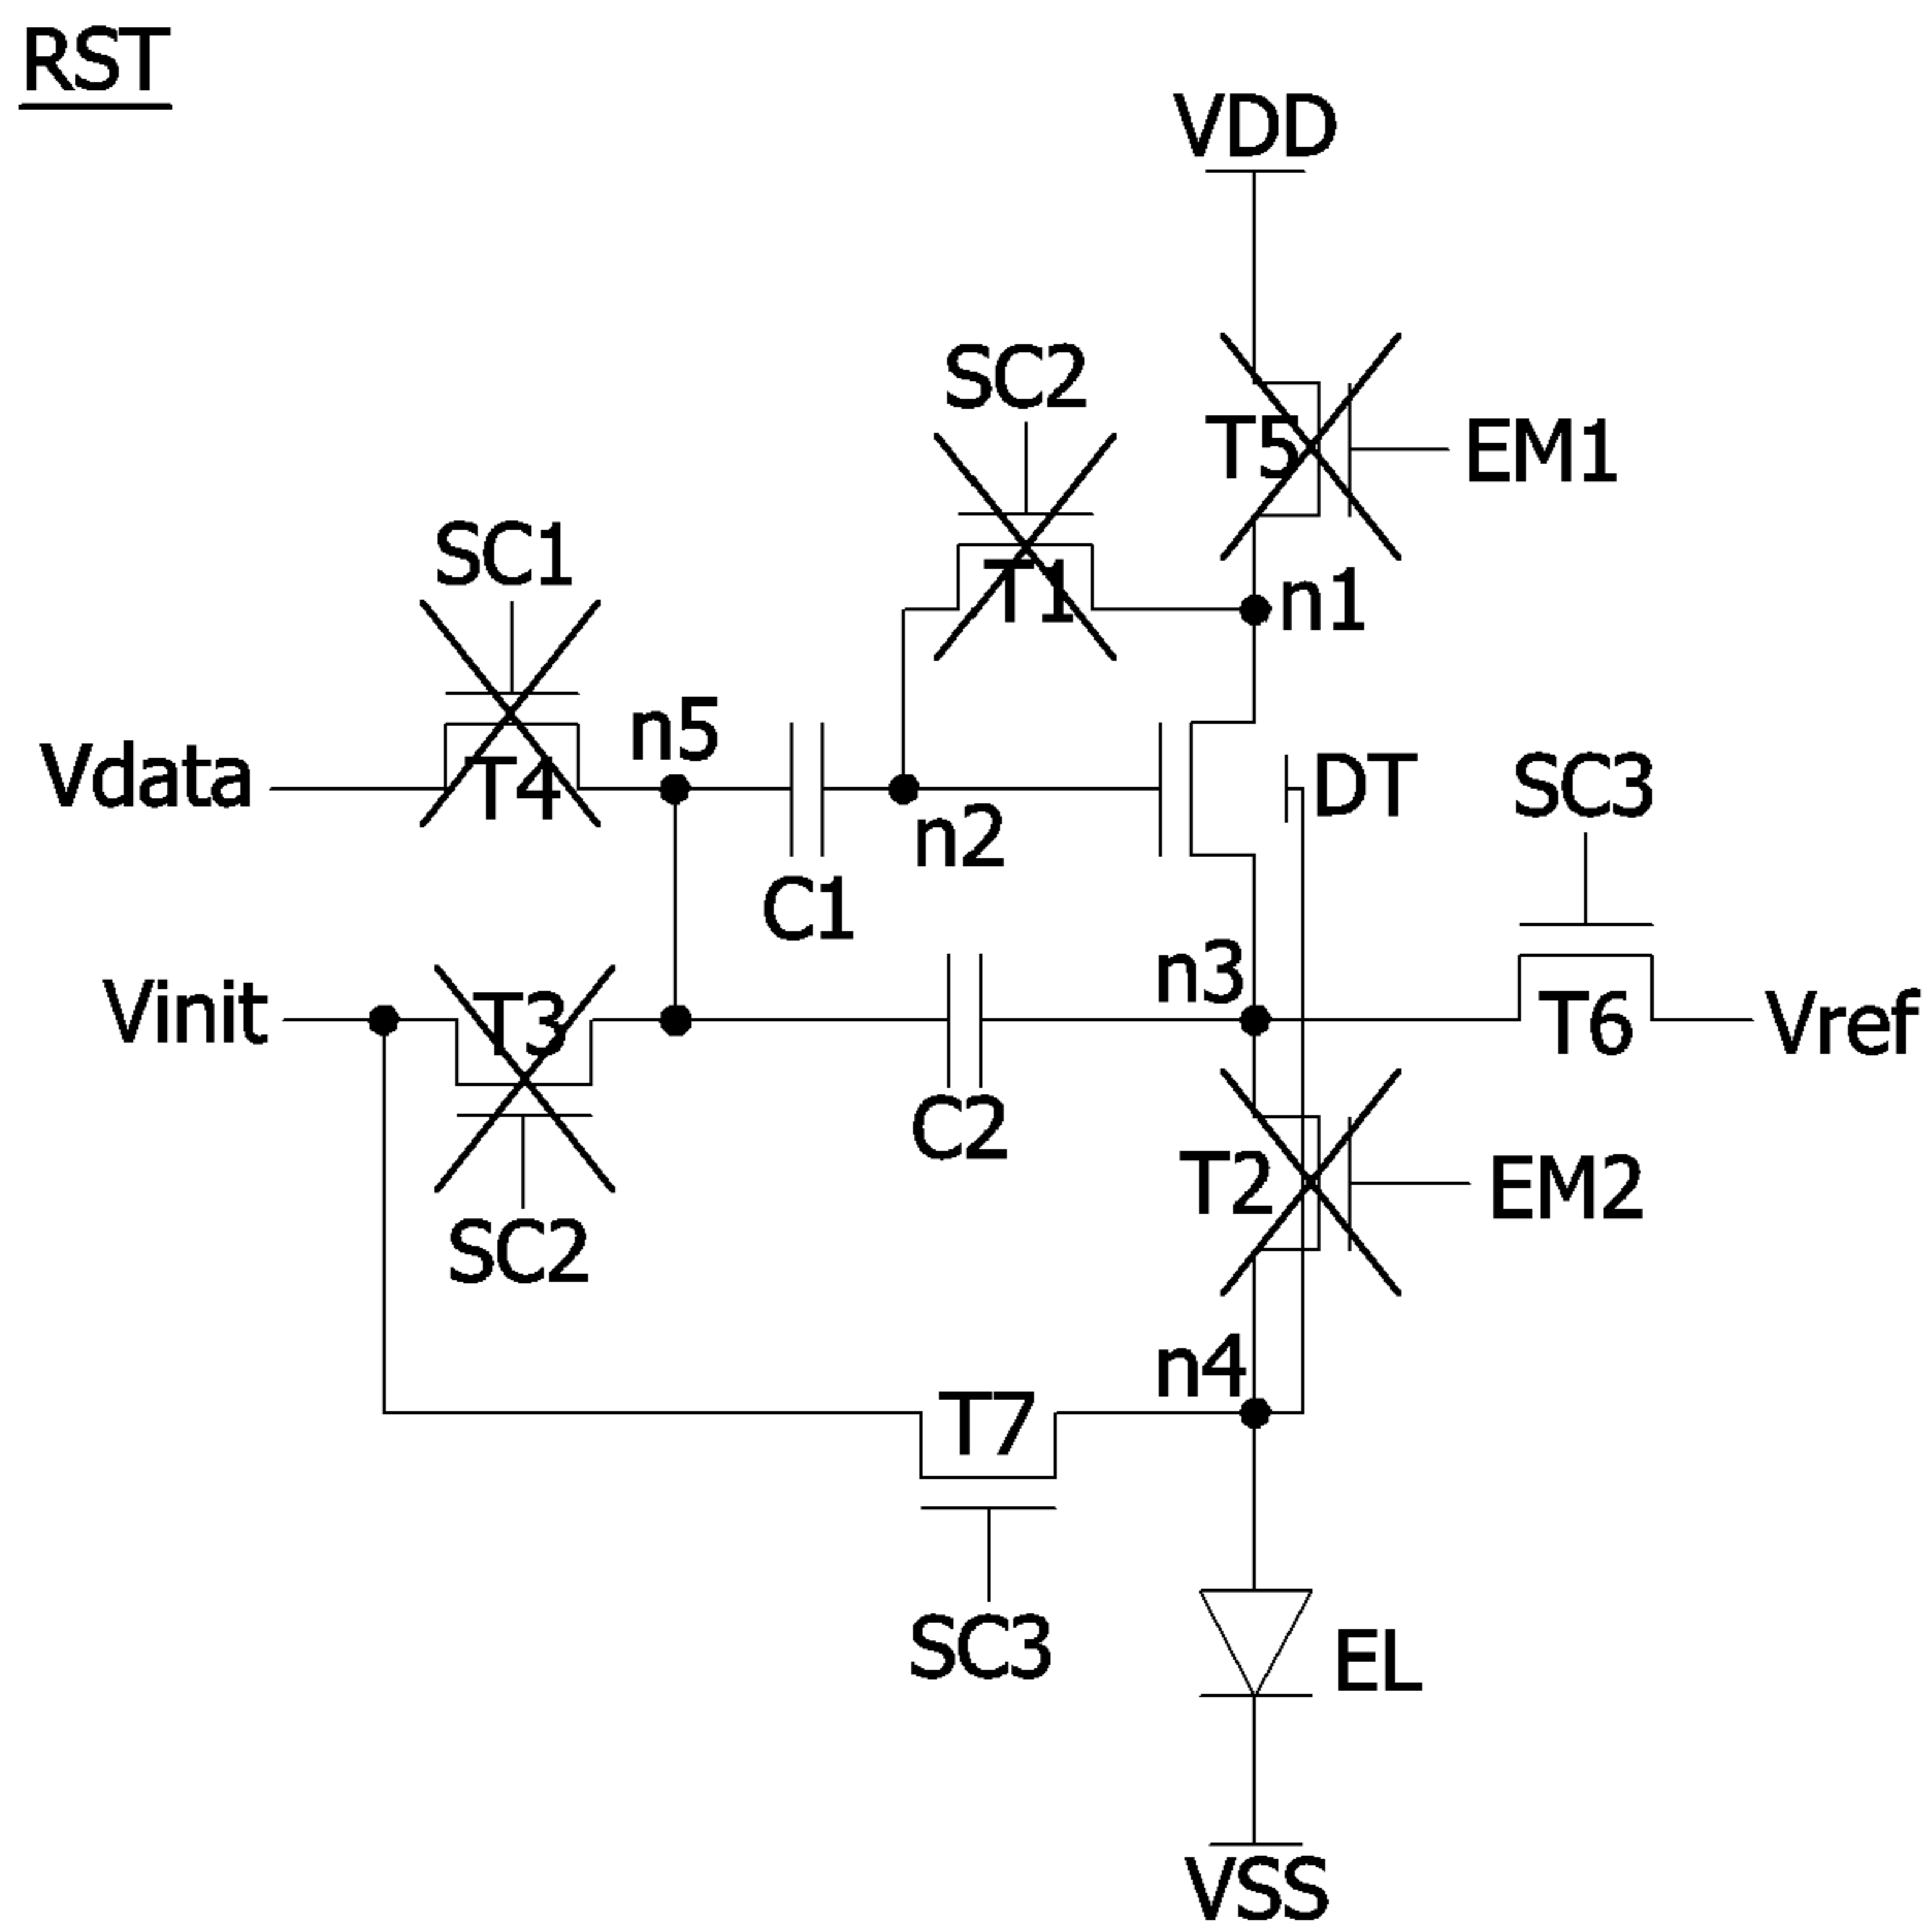 RST
VDD
SC2
T5
EM1
SC1
T1
n1
n5
Vdata
T4
DT
SC3
n2
C1
n3
Vinit
T3
T6
Vref
C2
T2
EM2
SC2
n4
T7
SC3
EL
VSS